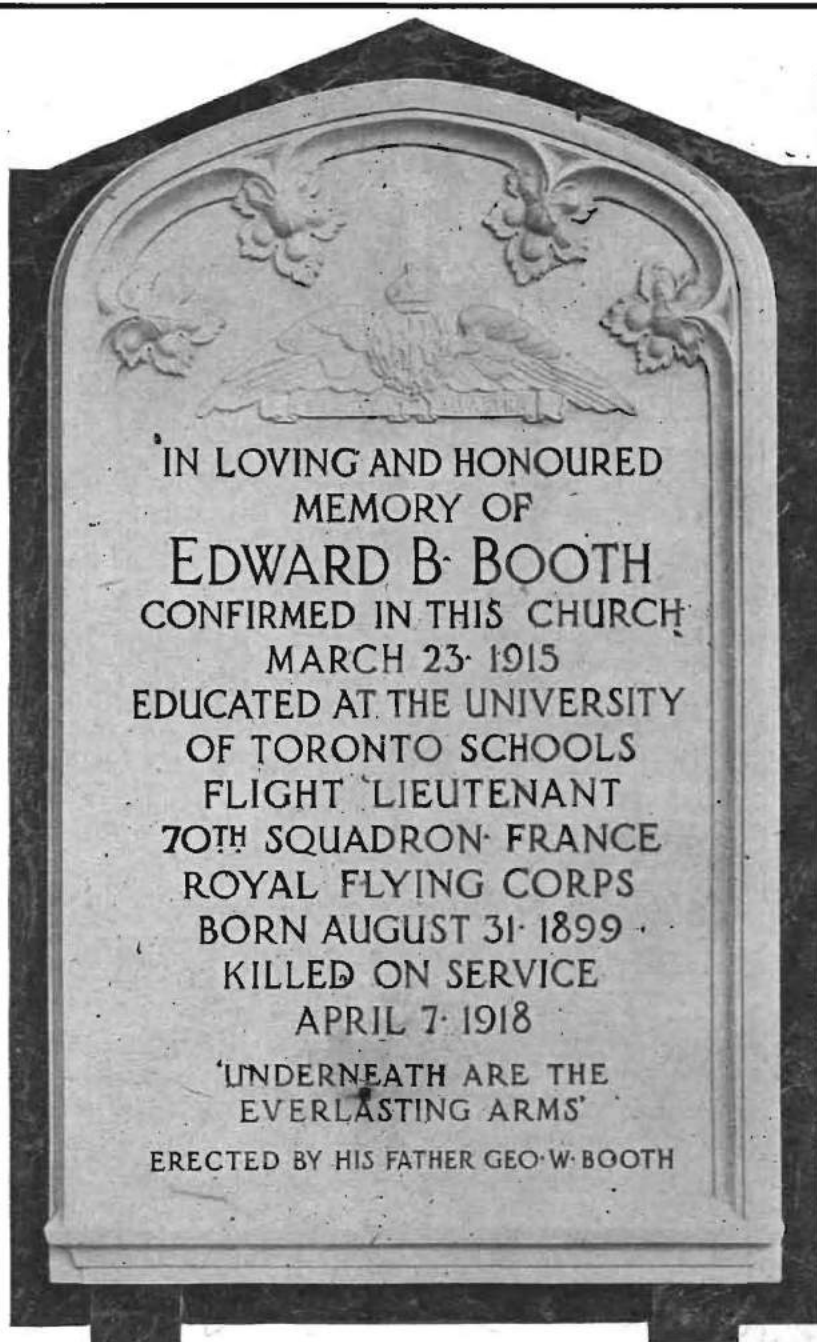 IN LOVING AND HONOURED
MEMORY OF
EDWARD B· BOOTH
CONFIRMED IN THIS CHURCH
MARCH 23· 1915
EDUCATED AT THE UNIVERSITY
OF TORONTO SCHOOLS
FLIGHT LIEUTENANT
70TH SQUADRON· FRANCE
ROYAL FLYING CORPS
BORN AUGUST 31· 1899
KILLED ON SERVICE
APRIL 7· 1918
'UNDERNEATH ARE THE
EVERLASTING ARMS'
ERECTED BY HIS FATHER GEO·W·BOOTH